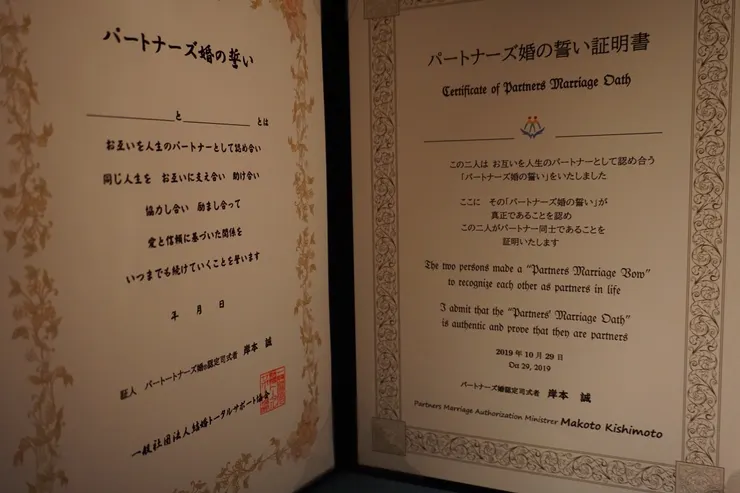 パートナーズ婚の誓い
と
とは
お互いを人生のパートナーとして認め合い
同じ人生を お互いに支え合い 助け合い
協力し合い 励まし合って
愛と信頼に基づいた関係を
いつまでも続けていくことを誓います
年 月 日
証人 パートートナーズ婚の認定司式者 岸本 誠
一般社団法人結婚トータルサポート協会
パートナーズ婚の誓い証明書
Certificate of Partners Marriage Oath
この二人は お互いを人生のパートナーとして認め合う
「パートナーズ婚の誓い」をいたしました
ここに その「パートナーズ婚の誓い」が
真正であることを認め
この二人がパートナー同士であることを
証明いたします
The two persons made a "Partners Marriage Vow"
to recognize each other as partners in life
I admit that the "Partners' Marriage Oath"
is authentic and prove that they are partners
2019 年 10 月 29 日
Oct 29, 2019
パートナーズ婚認定司式者 岸本 誠
Partners Marriage Authorization Ministrer Makoto Kishimoto